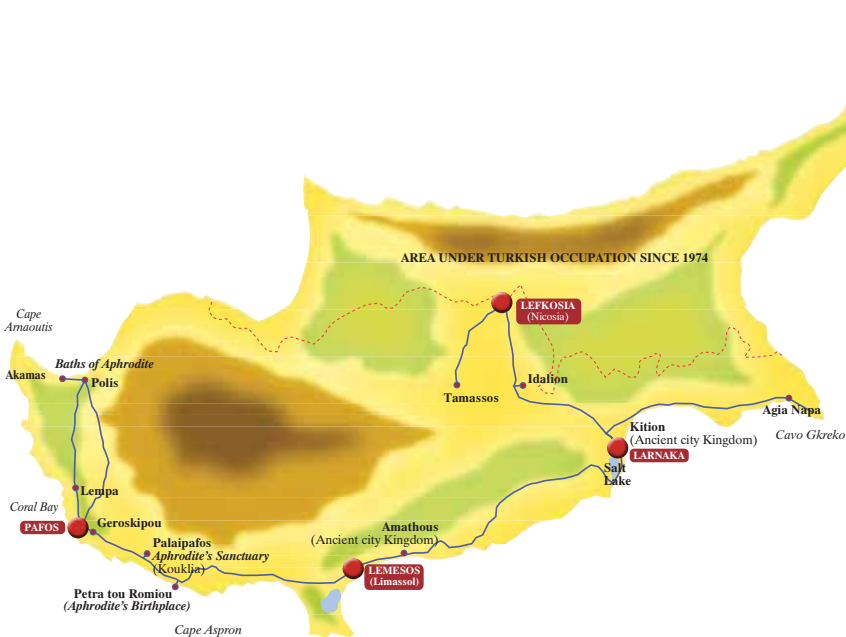 AREA UNDER TURKISH OCCUPATION SINCE 1974
LEFKOSIA
(Nicosia)
Cape
Arnaoutis
Baths of Aphrodite
Akamas
Polis
Idalion
Tamassos
Agia Napa
Cavo Gkreko
Kition
(Ancient city Kingdom)
LARNAKA
Salt
Lake
Lempa
Coral Bay
PAFOS
Geroskipou
Palaipafos
Aphrodite's Sanctuary
(Kouklia)
Amathous
(Ancient city Kingdom)
LEMESOS
(Limassol)
Petra tou Romiou
(Aphrodite's Birthplace)
Cape Aspron